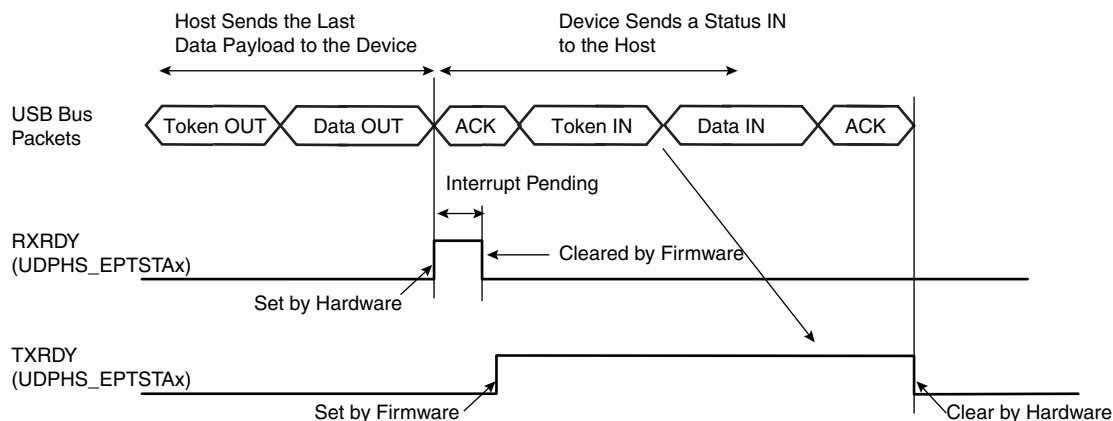 Host Sends the Last
Data Payload to the Device
Device Sends a Status IN
to the Host
USB Bus
Packets
Token OUT
Data OUT
ACK
Token IN
Data IN
ACK
Interrupt Pending
RXRDY
(UDPHS_EPTSTAx)
Cleared by Firmware
Set by Hardware
TXRDY
(UDPHS_EPTSTAx)
Set by Firmware
Clear by Hardware